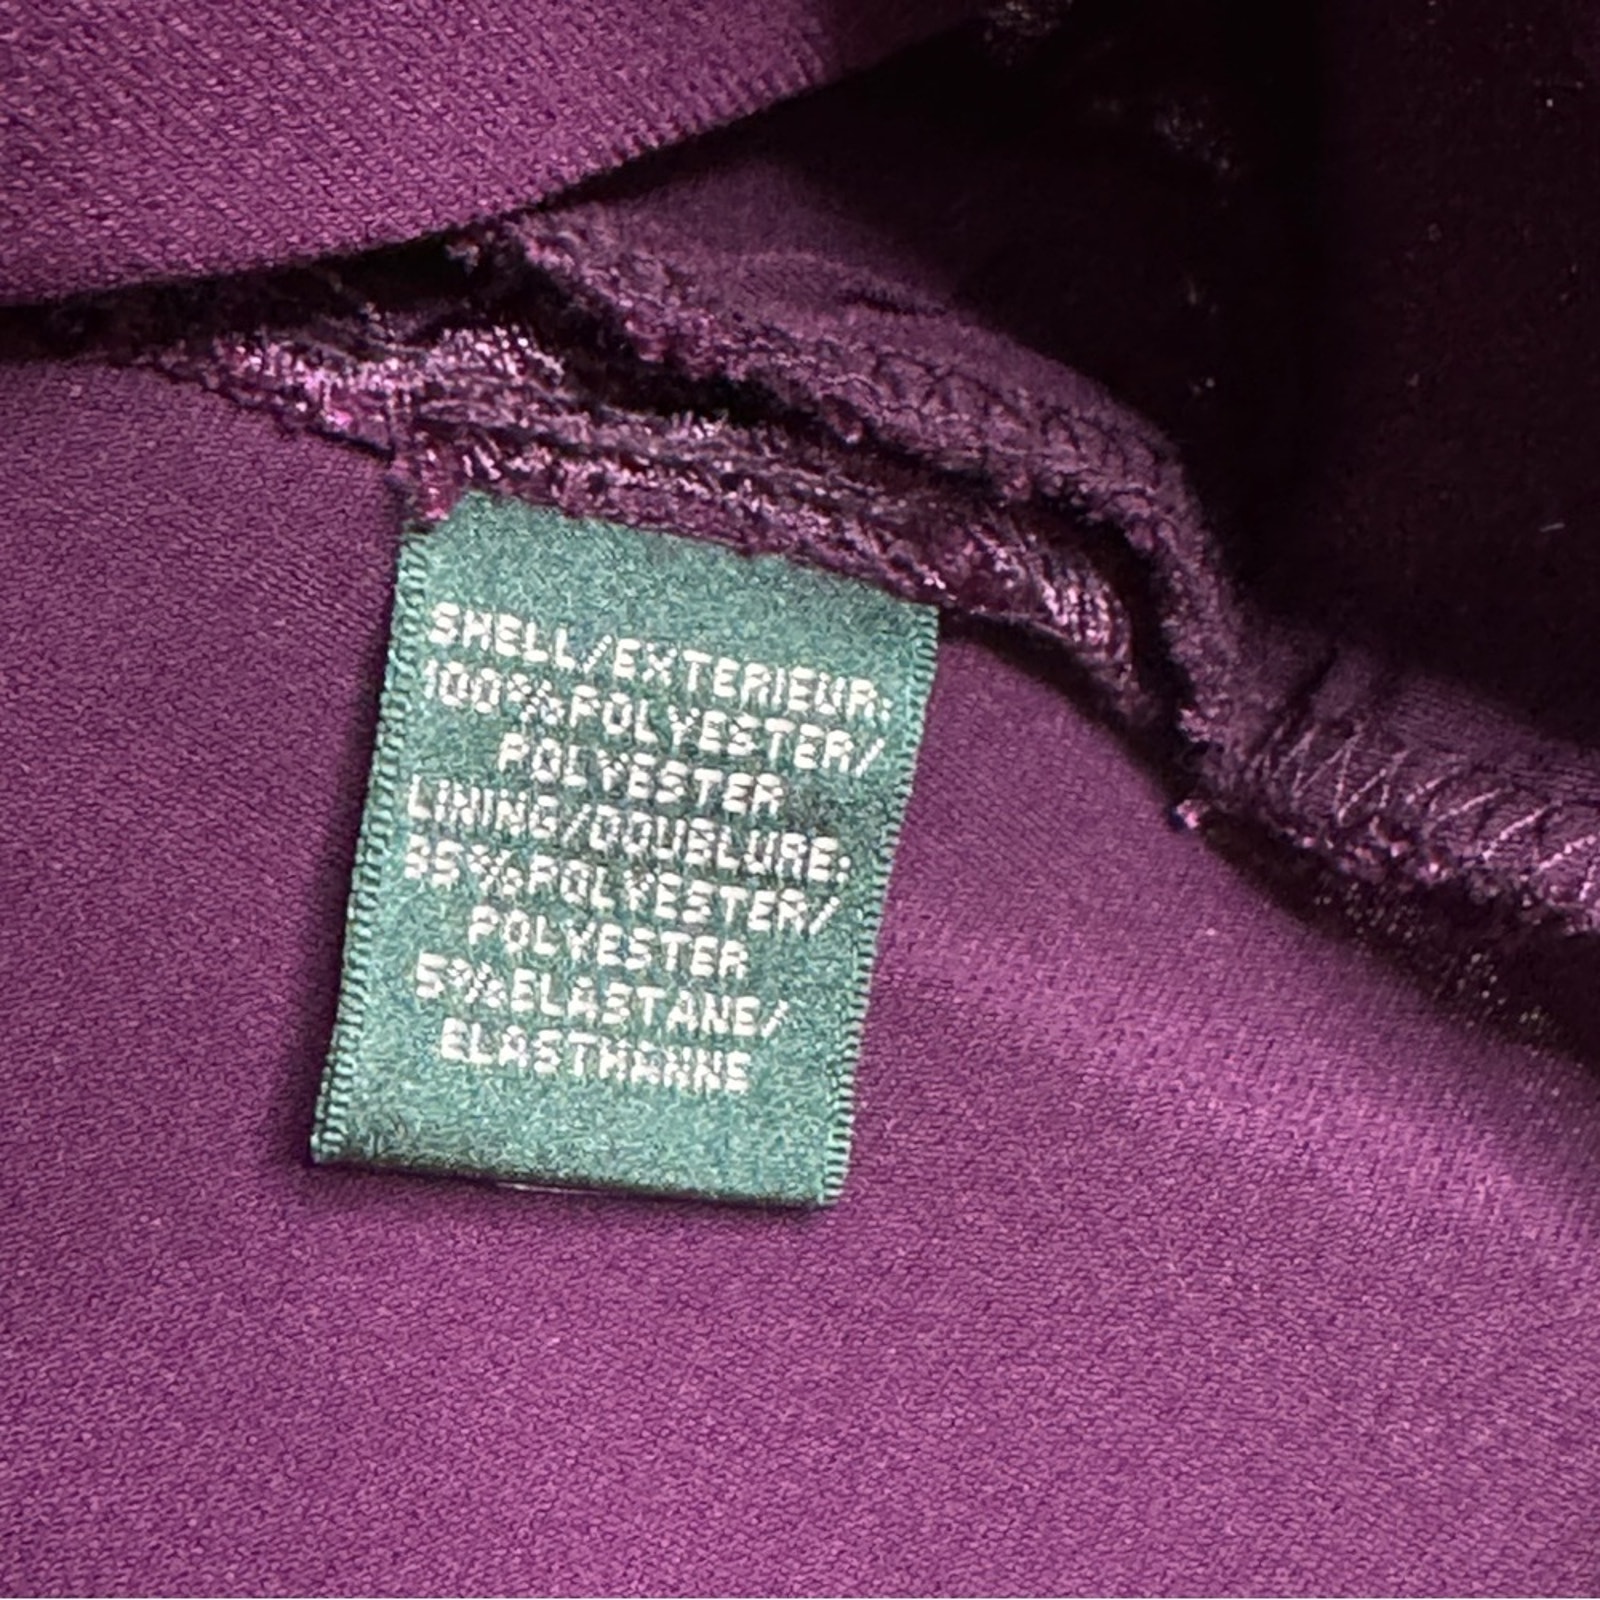 SHELL/EXTERIEUR:
100%POLYESTER/
POLYESTER
LINING/DOUBLURE:
95%POLYESTER/
POLYESTER
5%ELASTANE/
ELASTHANNE